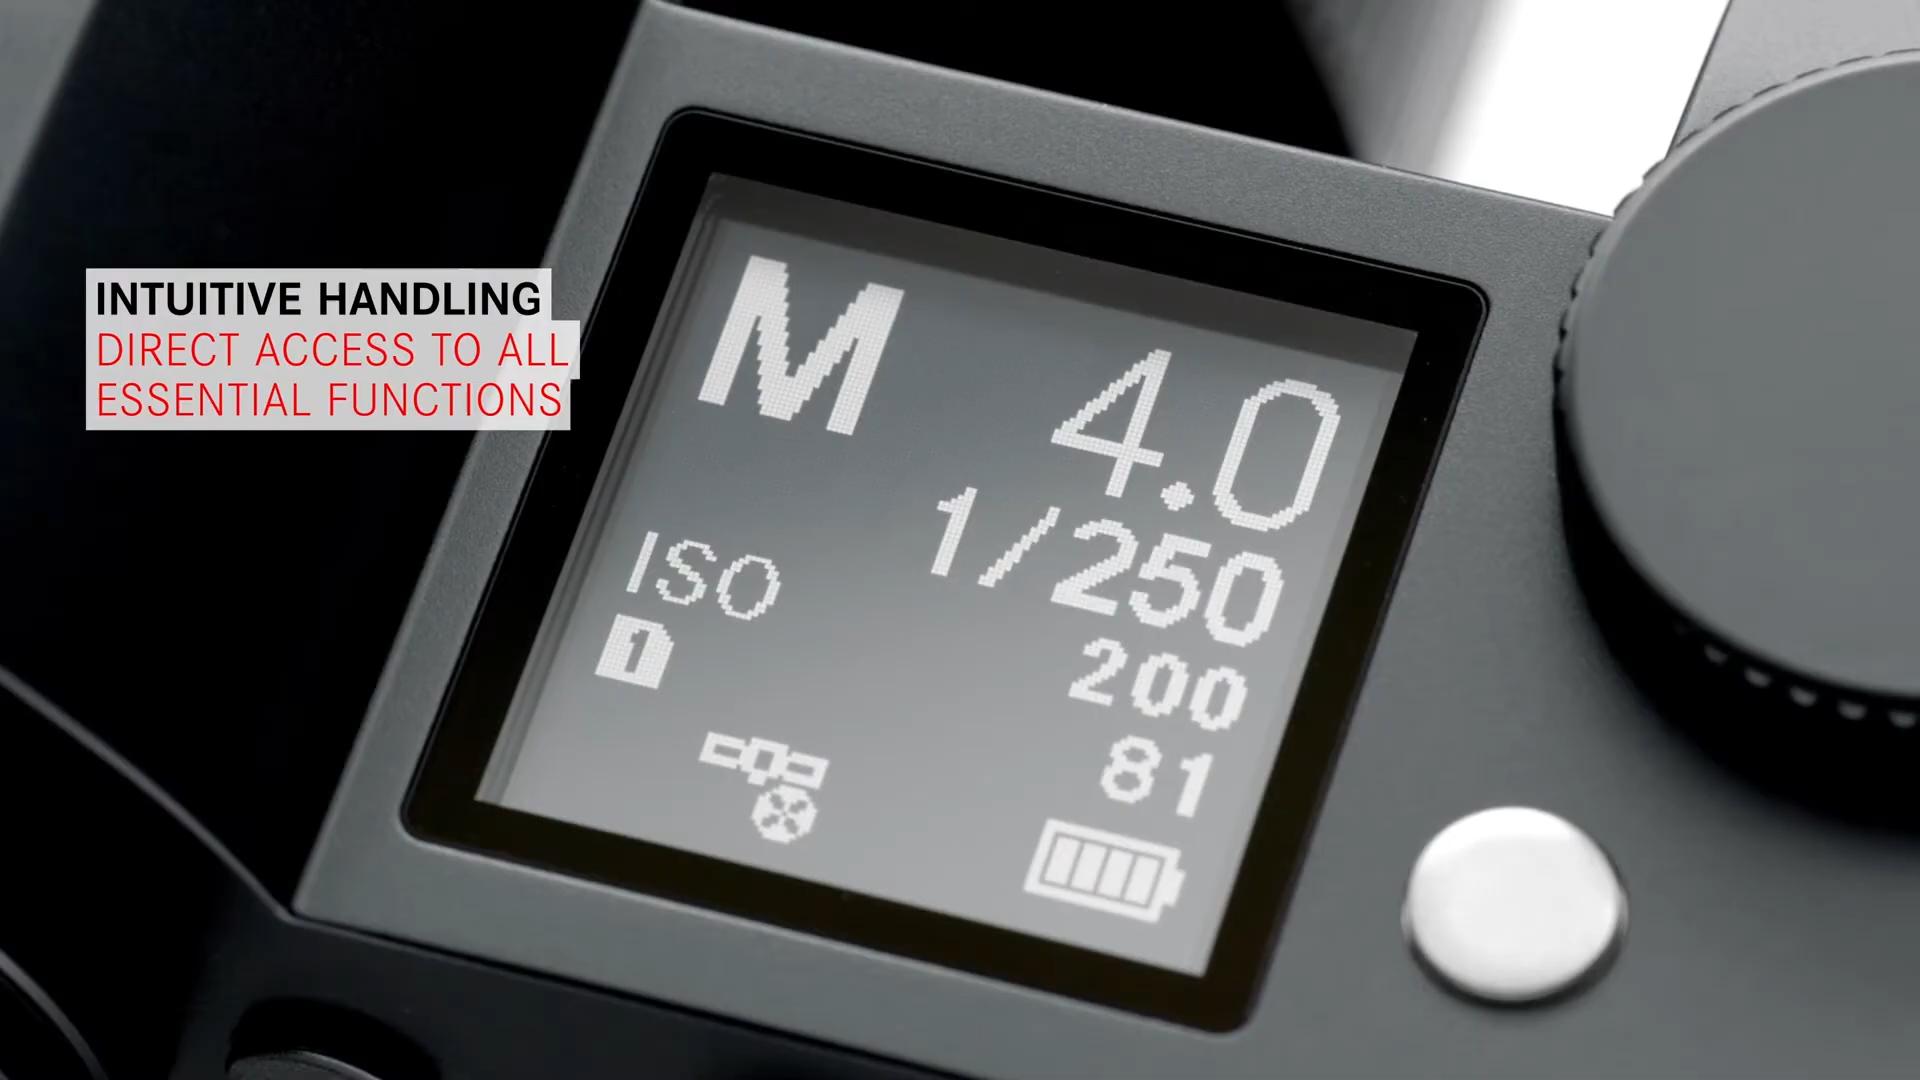 INTUITIVE HANDLING
DIRECT ACCESS TO ALL
ESSENTIAL FUNCTIONS
M 4.0
1/250
ISO 200
1 81